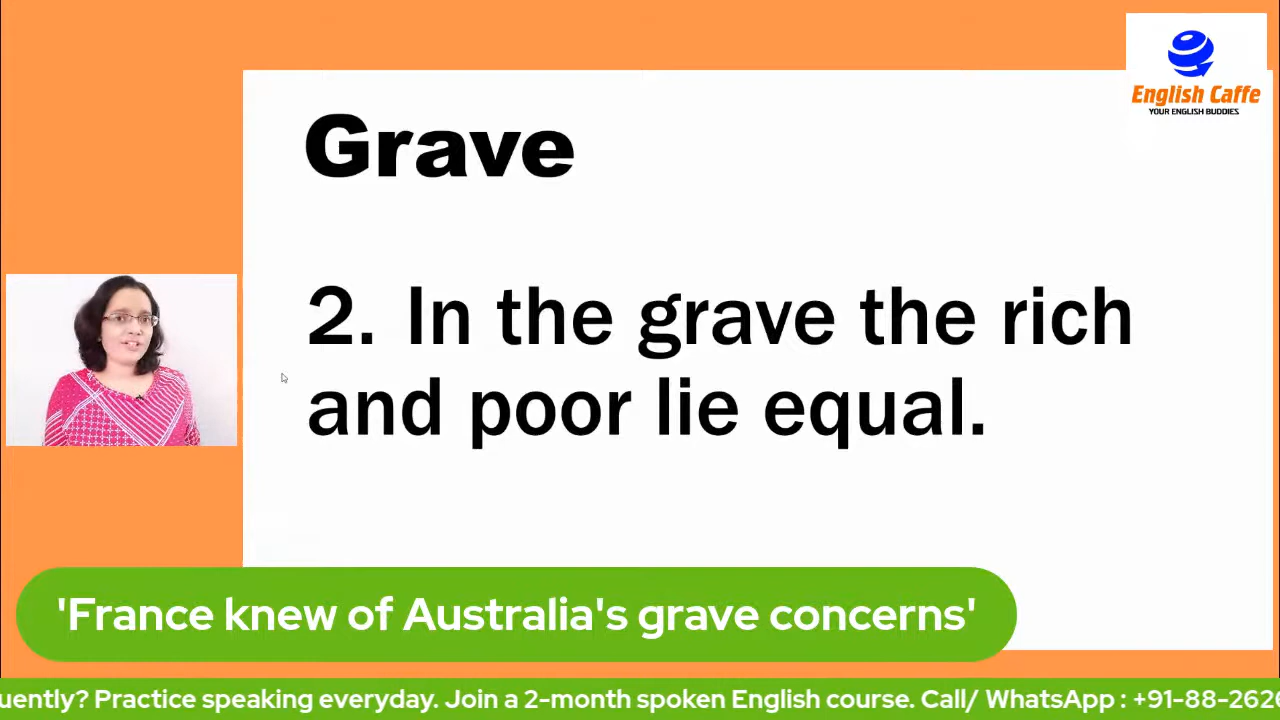 English Caffe
YOUR ENGLISH BUDDIES
Grave
2. In the grave the rich
and poor lie equal.
'France knew of Australia's grave concerns'
uently? Practice speaking everyday. Join a 2-month spoken English course. Call/ WhatsApp : +91-88-2626